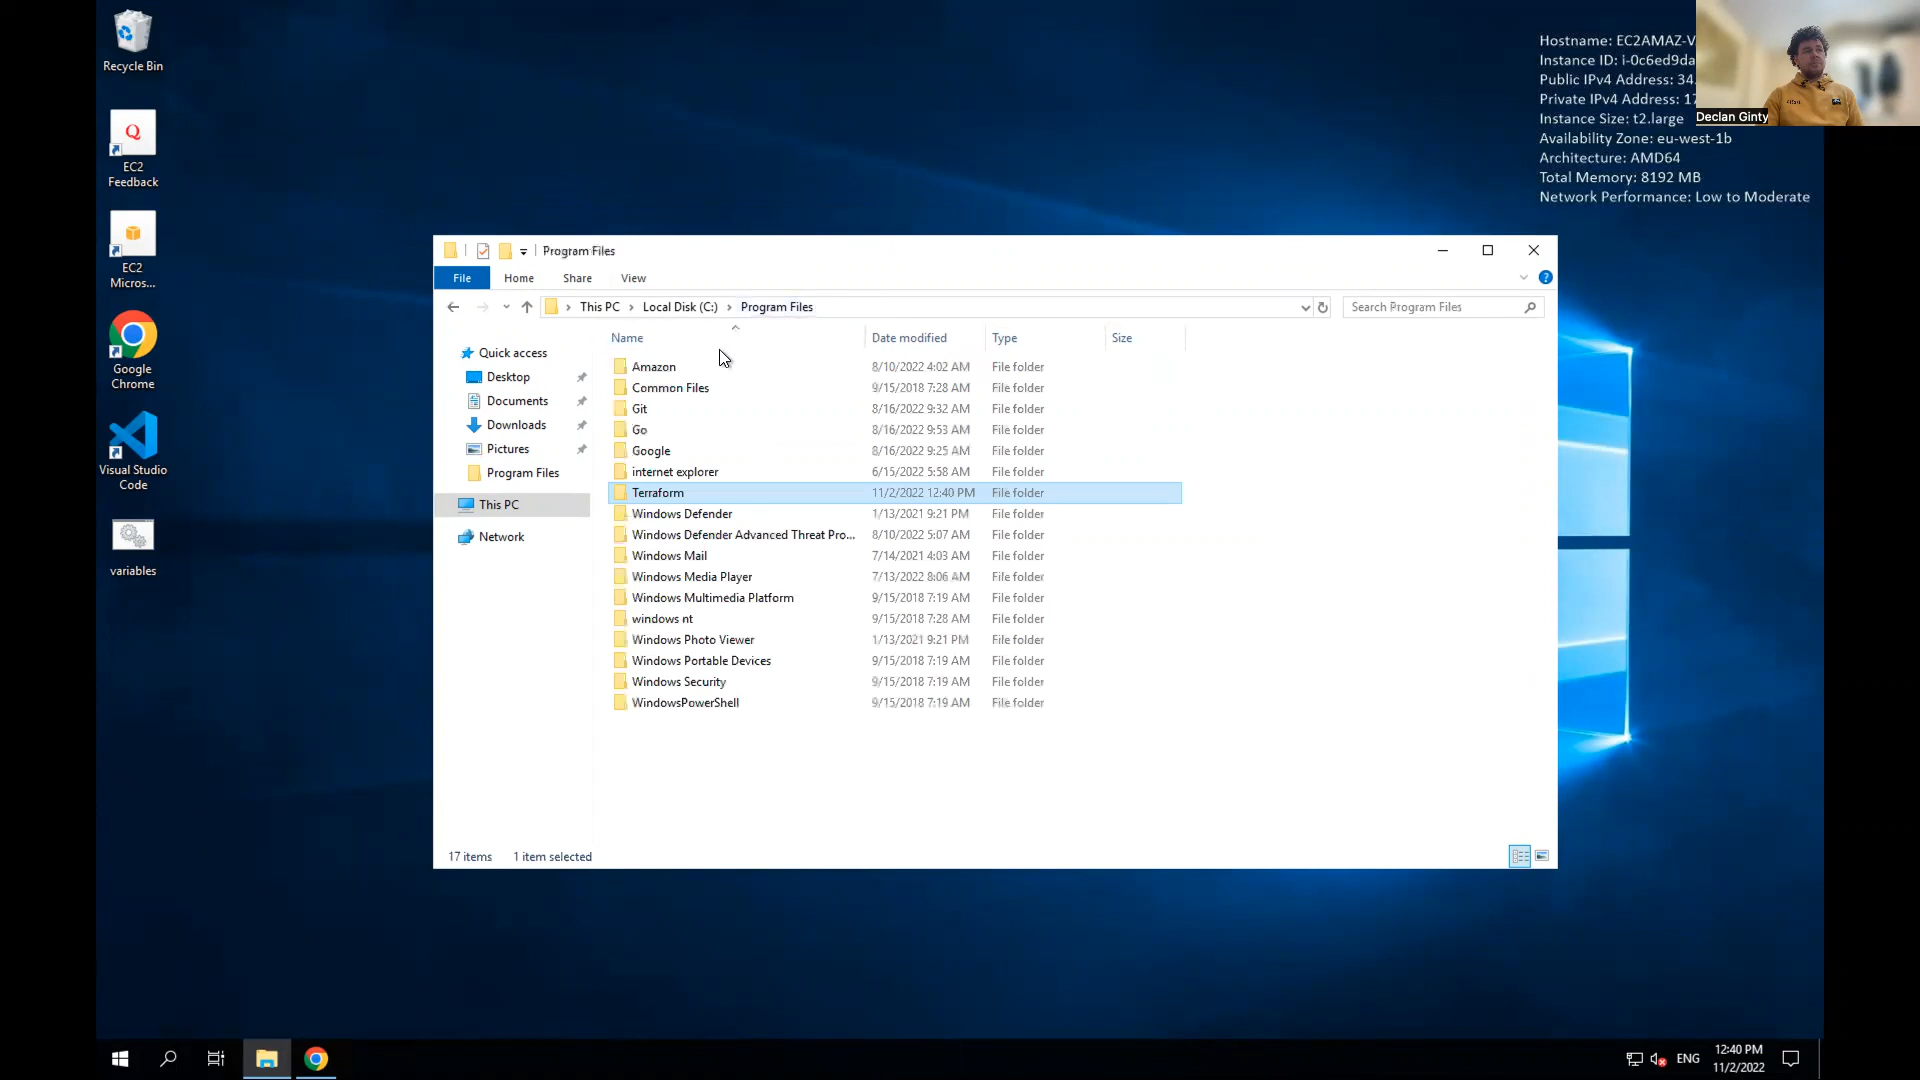 Recycle Bin
EC2
Feedback
EC2
Micros...
Google
Chrome
Visual Studio
Code
variables
Hostname: EC2AMAZ-V
Instance ID: i-0c6ed9da
Public IPv4 Address: 34.
Private IPv4 Address: 17
Instance Size: t2.large
Availability Zone: eu-west-1b
Architecture: AMD64
Total Memory: 8192 MB
Network Performance: Low to Moderate
Declan Ginty
Program Files
File Home Share View
This PC > Local Disk (C:) > Program Files
Search Program Files
Quick access
Desktop
Documents
Downloads
Pictures
Program Files
This PC
Network
Name Date modified Type Size
Amazon 8/10/2022 4:02 AM File folder
Common Files 9/15/2018 7:28 AM File folder
Git 8/16/2022 9:32 AM File folder
Go 8/16/2022 9:53 AM File folder
Google 8/16/2022 9:25 AM File folder
internet explorer 6/15/2022 5:58 AM File folder
Terraform 11/2/2022 12:40 PM File folder
Windows Defender 1/13/2021 9:21 PM File folder
Windows Defender Advanced Threat Pro... 8/10/2022 5:07 AM File folder
Windows Mail 7/14/2021 4:03 AM File folder
Windows Media Player 7/13/2022 8:06 AM File folder
Windows Multimedia Platform 9/15/2018 7:19 AM File folder
windows nt 9/15/2018 7:28 AM File folder
Windows Photo Viewer 1/13/2021 9:21 PM File folder
Windows Portable Devices 9/15/2018 7:19 AM File folder
Windows Security 9/15/2018 7:19 AM File folder
WindowsPowerShell 9/15/2018 7:19 AM File folder
17 items 1 item selected
ENG
12:40 PM
11/2/2022